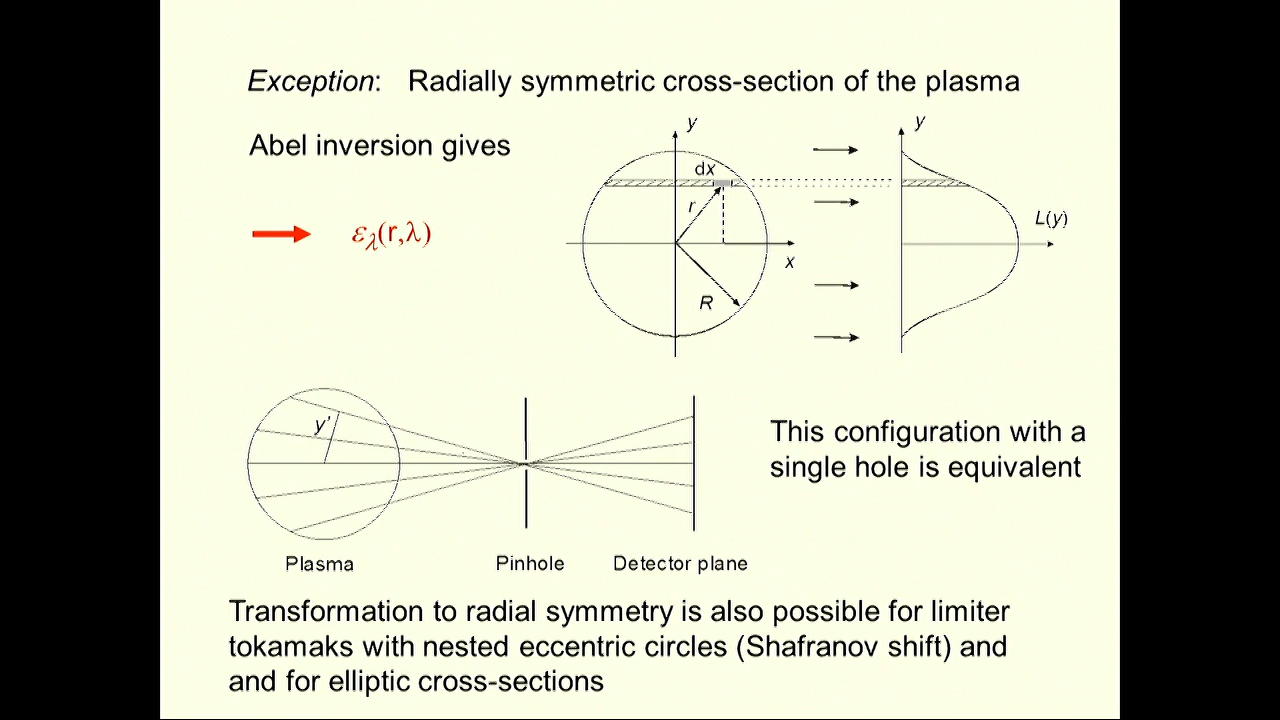 Exception: Radially symmetric cross-section of the plasma
Abel inversion gives
ελ(r,λ)
y
dx
r
R
x
y
L(y)
y'
Plasma
Pinhole
Detector plane
This configuration with a
single hole is equivalent
Transformation to radial symmetry is also possible for limiter
tokamaks with nested eccentric circles (Shafranov shift) and
and for elliptic cross-sections